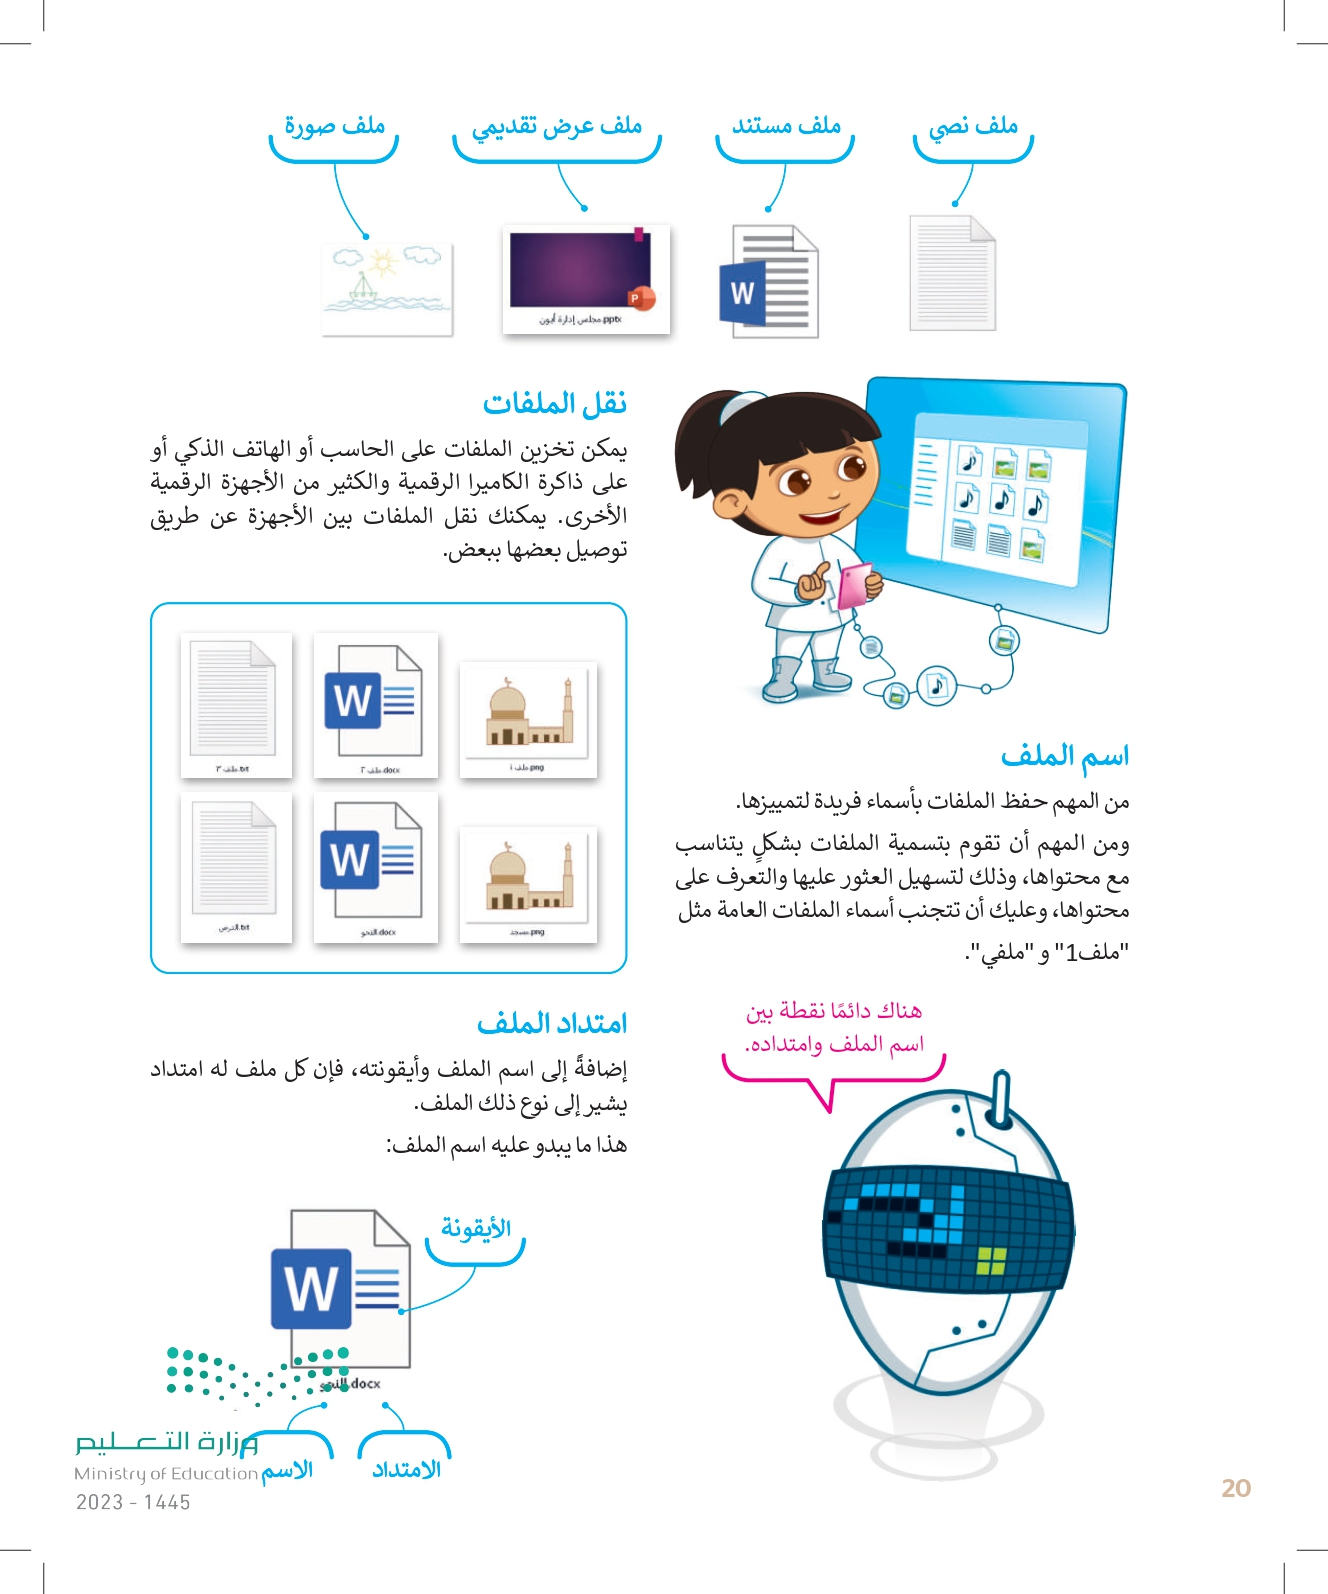 ملف نصي
ملف مستند
ملف عرض تقديمي
ملف صورة
W
P
مجلس إدارة أيون.pptx
نقل الملفات
يمكن تخزين الملفات على الحاسب أو الهاتف الذكي أو
على ذاكرة الكاميرا الرقمية والكثير من الأجهزة الرقمية
الأخرى. يمكنك نقل الملفات بين الأجهزة عن طريق
توصيل بعضها ببعض.
W
ملف ١.png
ملف ٢.docx
ملف ٣.txt
W
مسجد.png
النحو.docx
اسم الملف
من المهم حفظ الملفات بأسماء فريدة لتمييزها.
ومن المهم أن تقوم بتسمية الملفات بشكلٍ يتناسب
مع محتواها، وذلك لتسهيل العثور عليها والتعرف على
محتواها، وعليك أن تتجنب أسماء الملفات العامة مثل
"ملف1" و "ملفي".
هناك دائمًا نقطة بين
اسم الملف وامتداده.
امتداد الملف
إضافةً إلى اسم الملف وأيقونته، فإن كل ملف له امتداد
يشير إلى نوع ذلك الملف.
هذا ما يبدو عليه اسم الملف:
الأيقونة
W
النحو.docx
الامتداد
الاسم
وزارة التعليم
Ministry of Education
2023 - 1445
20